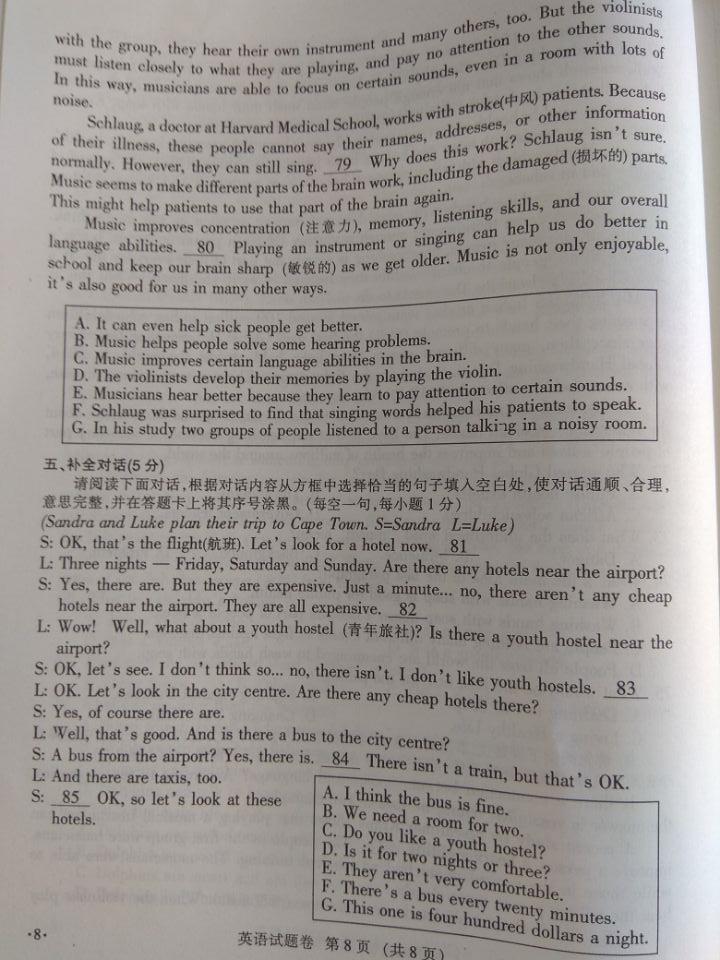 with the group, they hear their own instrument and many others, too. But the violinists
must listen closely to what they are playing, and pay no attention to the other sounds.
In this way, musicians are able to focus on certain sounds, even in a room with lots of
noise.
Schlaug, a doctor at Harvard Medical School, works with stroke(中风) patients. Because
of their illness, these people cannot say their names, addresses, or other information
normally. However, they can still sing. 79 Why does this work? Schlaug isn't sure.
Music seems to make different parts of the brain work, including the damaged (损坏的) parts.
This might help patients to use that part of the brain again.
Music improves concentration (注意力), memory, listening skills, and our overall
language abilities. 80 Playing an instrument or singing can help us do better in
school and keep our brain sharp (敏锐的) as we get older. Music is not only enjoyable,
it's also good for us in many other ways.
A. It can even help sick people get better.
B. Music helps people solve some hearing problems.
C. Music improves certain language abilities in the brain.
D. The violinists develop their memories by playing the violin.
E. Musicians hear better because they learn to pay attention to certain sounds.
F. Schlaug was surprised to find that singing words helped his patients to speak.
G. In his study two groups of people listened to a person talking in a noisy room.
五、补全对话(5分)
请阅读下面对话,根据对话内容从方框中选择恰当的句子填入空白处,使对话通顺、合理,
意思完整,并在答题卡上将其序号涂黑。(每空一句,每小题1分)
(Sandra and Luke plan their trip to Cape Town. S=Sandra L=Luke)
S: OK, that's the flight(航班). Let's look for a hotel now. 81
L: Three nights — Friday, Saturday and Sunday. Are there any hotels near the airport?
S: Yes, there are. But they are expensive. Just a minute... no, there aren't any cheap
hotels near the airport. They are all expensive. 82
L: Wow! Well, what about a youth hostel (青年旅社)? Is there a youth hostel near the
airport?
S: OK, let's see. I don't think so... no, there isn't. I don't like youth hostels. 83
L: OK. Let's look in the city centre. Are there any cheap hotels there?
S: Yes, of course there are.
L: Well, that's good. And is there a bus to the city centre?
S: A bus from the airport? Yes, there is. 84 There isn't a train, but that's OK.
L: And there are taxis, too.
S: 85 OK, so let's look at these
hotels.
A. I think the bus is fine.
B. We need a room for two.
C. Do you like a youth hostel?
D. Is it for two nights or three?
E. They aren't very comfortable.
F. There's a bus every twenty minutes.
G. This one is four hundred dollars a night.
·8·
英语试题卷 第8页 (共8页)